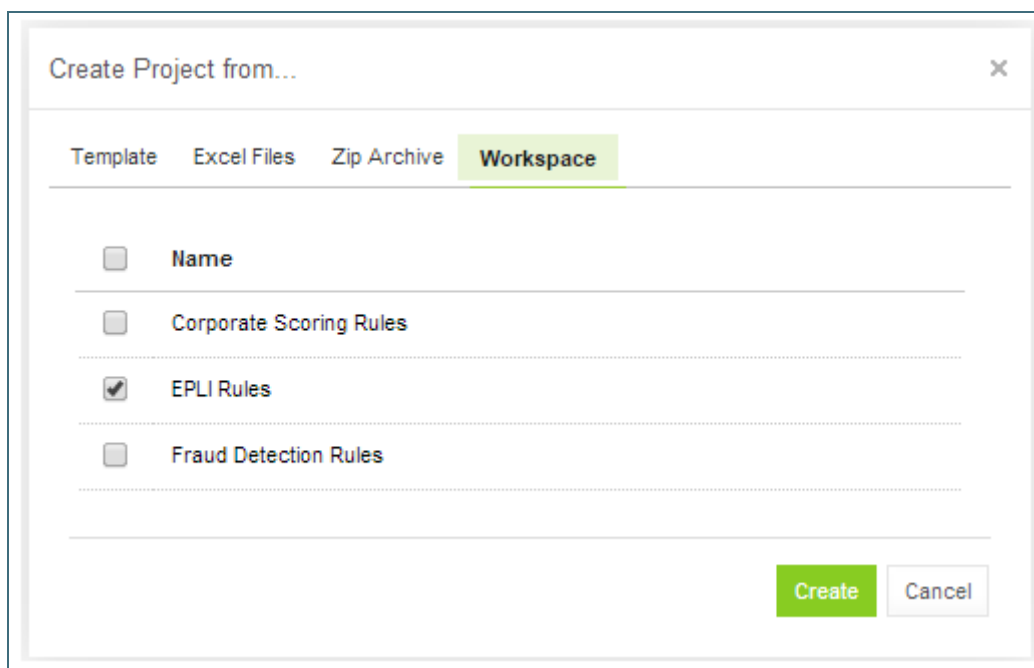 Create Project from...
Template Excel Files Zip Archive Workspace
Name
Corporate Scoring Rules
EPLI Rules
Fraud Detection Rules
Create Cancel